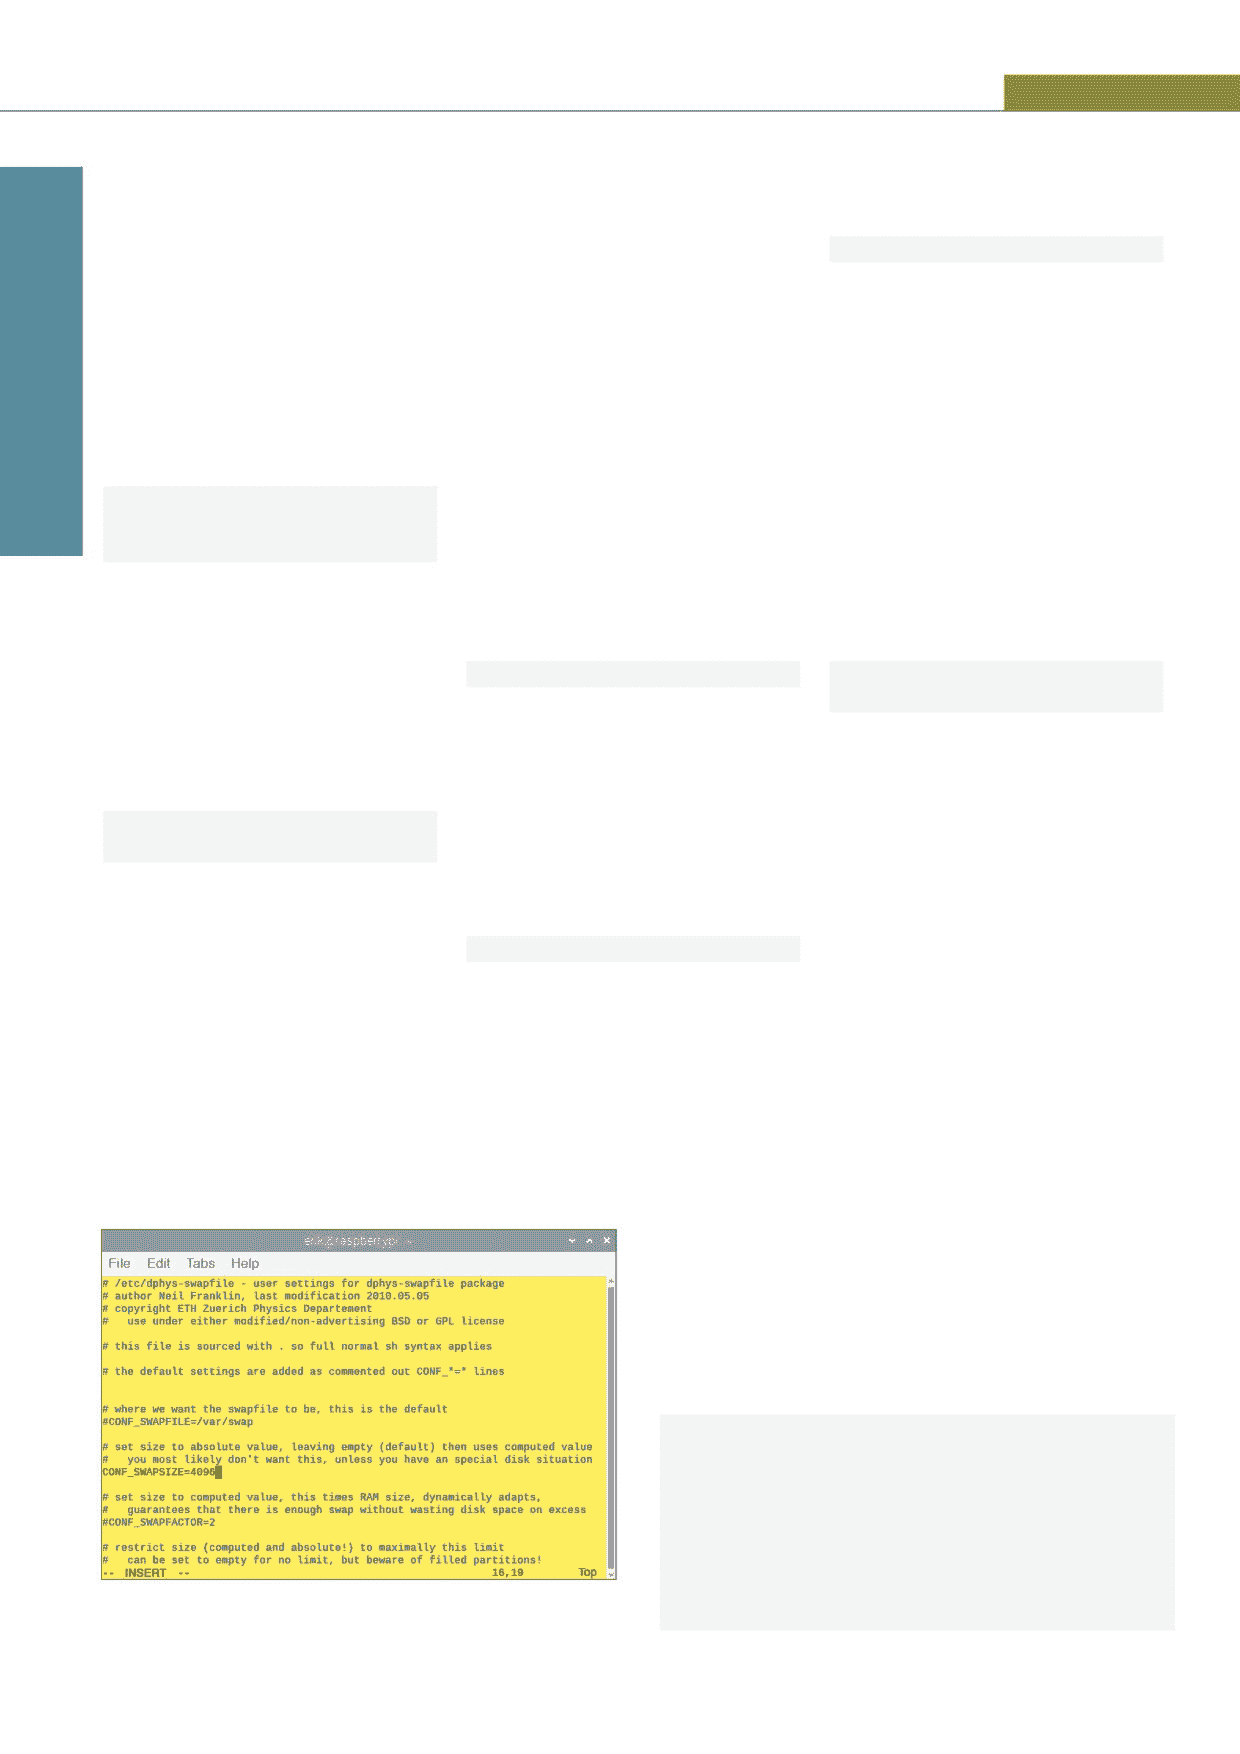 erik@raspberrypi: ~
File Edit Tabs Help
# /etc/dphys-swapfile - user settings for dphys-swapfile package
# author Neil Franklin, last modification 2010.05.05
# copyright ETH Zuerich Physics Departement
#   use under either modified/non-advertising BSD or GPL license
# this file is sourced with . so full normal sh syntax applies
# the default settings are added as commented out CONF_*=* lines
# where we want the swapfile to be, this is the default
#CONF_SWAPFILE=/var/swap
# set size to absolute value, leaving empty (default) then uses computed value
#   you most likely don't want this, unless you have an special disk situation
CONF_SWAPSIZE=4096
# set size to computed value, this times RAM size, dynamically adapts,
#   guarantees that there is enough swap without wasting disk space on excess
#CONF_SWAPFACTOR=2
# restrict size (computed and absolute!) to maximally this limit
#   can be set to empty for no limit, but beware of filled partitions!
-- INSERT -- 16,19 Top